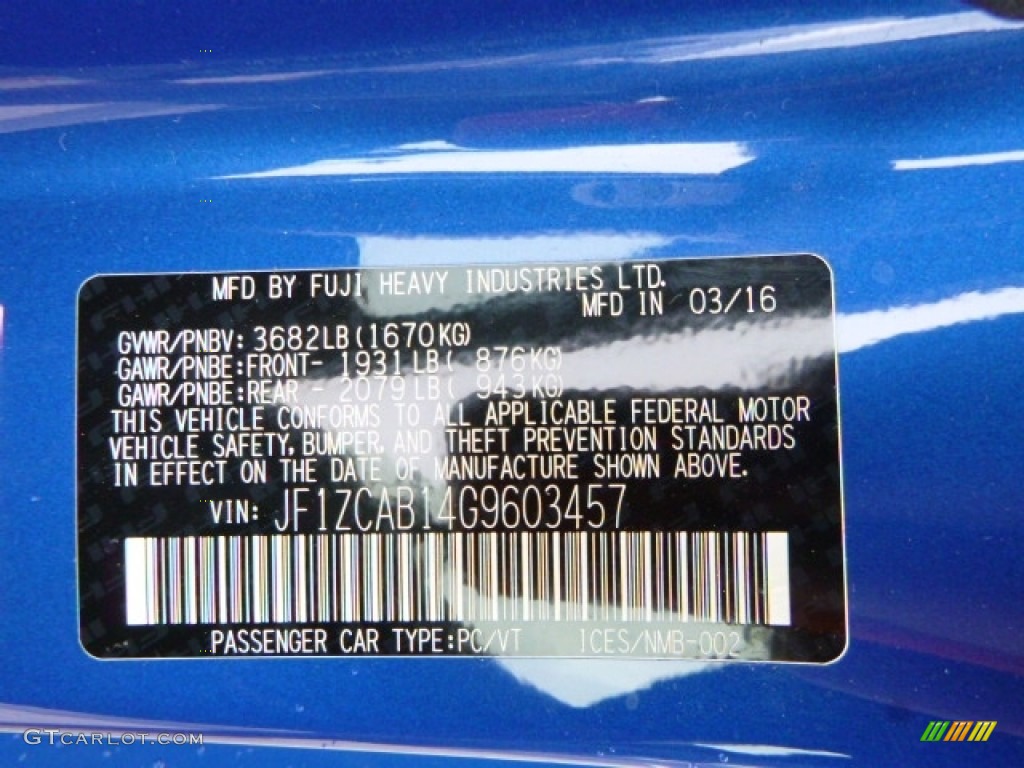 MFD BY FUJI HEAVY INDUSTRIES LTD.
MFD IN 03/16
GVWR/PNBV: 3682LB(1670KG)
GAWR/PNBE:FRONT- 1931LB( 876KG)
GAWR/PNBE:REAR - 2079LB( 943KG)
THIS VEHICLE CONFORMS TO ALL APPLICABLE FEDERAL MOTOR
VEHICLE SAFETY, BUMPER, AND THEFT PREVENTION STANDARDS
IN EFFECT ON THE DATE OF MANUFACTURE SHOWN ABOVE.
VIN: JF1ZCAB14G9603457
PASSENGER CAR TYPE:PC/VT ICES/NMB-002
GTCARLOT.COM